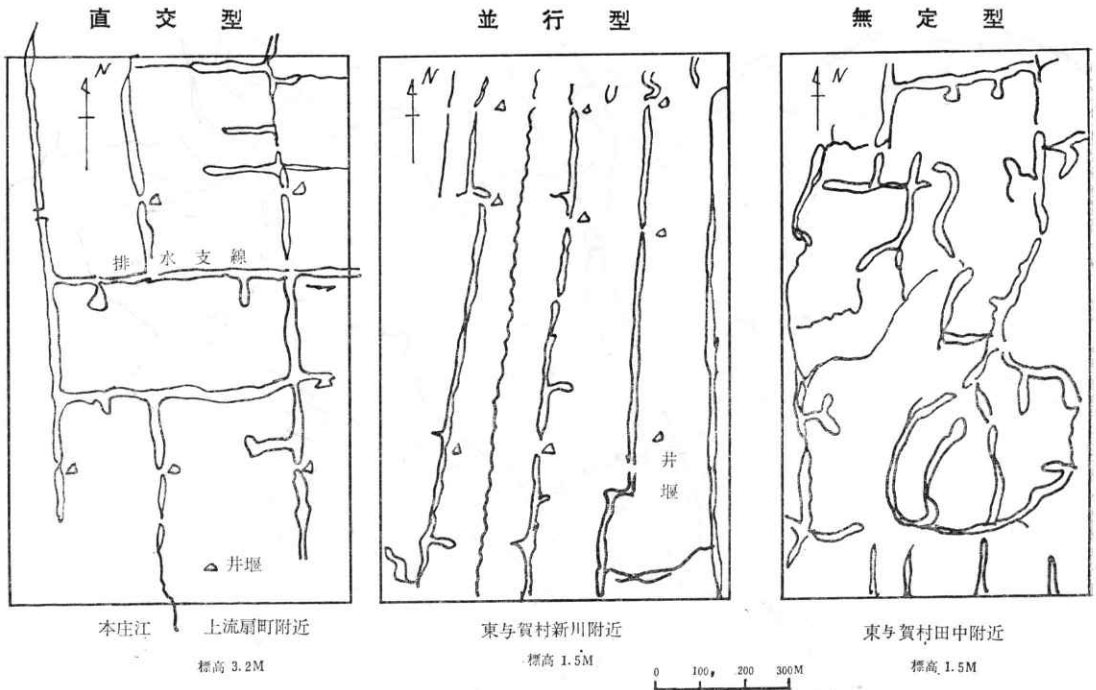 直交型
並行型
無定型
N
N
N
排水支線
井堰
井堰
本庄江 上流扇町附近
標高 3.2M
東与賀村新川附近
標高 1.5M
東与賀村田中附近
標高 1.5M
0 100 200 300M